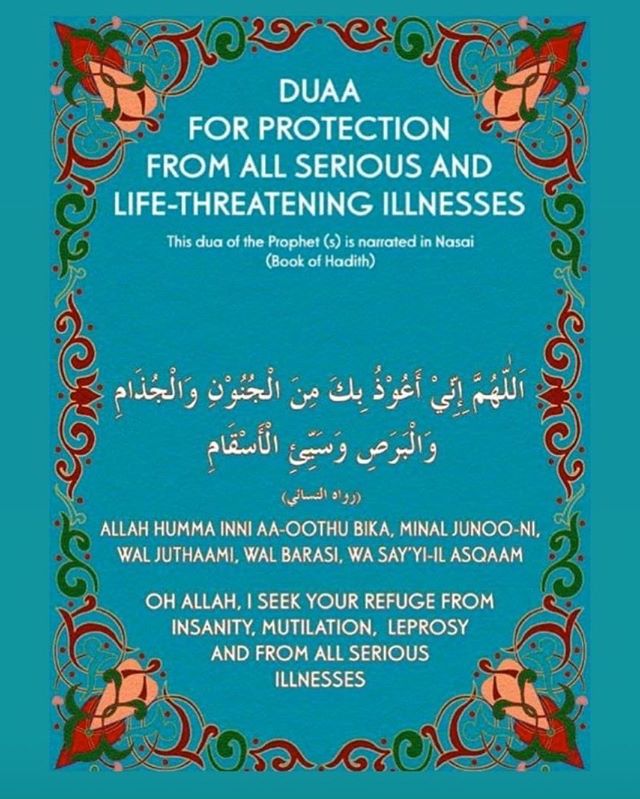 DUAA
FOR PROTECTION
FROM ALL SERIOUS AND
LIFE-THREATENING ILLNESSES
This dua of the Prophet (s) is narrated in Nasai
(Book of Hadith)
اَللّٰهُمَّ إِنِّيْ أَعُوْذُ بِكَ مِنَ الْجُنُوْنِ وَالْجُذَامِ
وَالْبَرَصِ وَسَيِّئِ الْأَسْقَامِ
(رواه النسائي)
ALLAH HUMMA INNI AA-OOTHU BIKA, MINAL JUNOO-NI,
WAL JUTHAAMI, WAL BARASI, WA SAY'YI-IL ASQAAM
OH ALLAH, I SEEK YOUR REFUGE FROM
INSANITY, MUTILATION, LEPROSY
AND FROM ALL SERIOUS
ILLNESSES